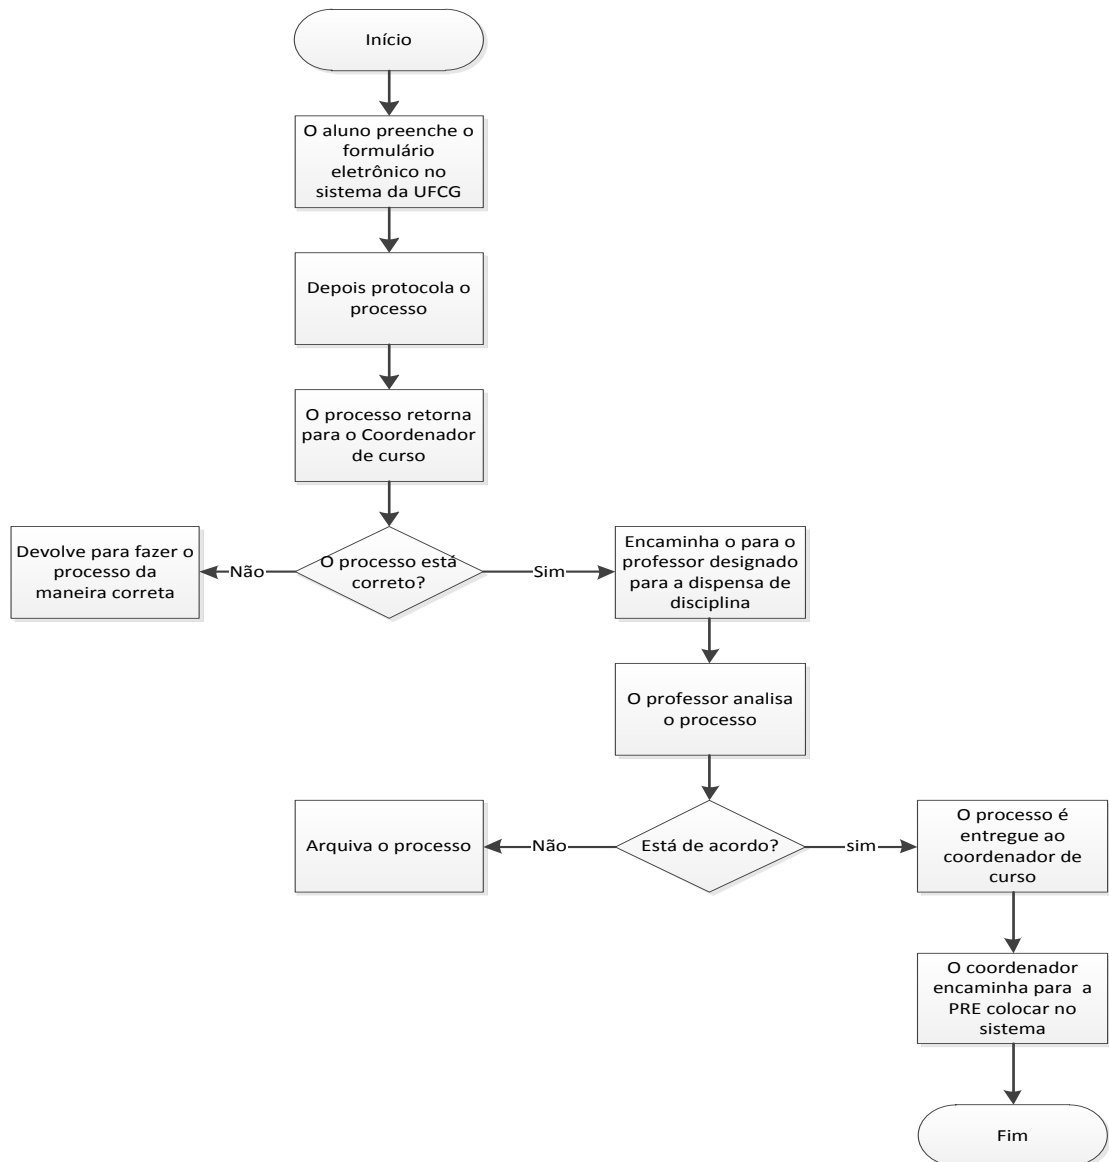 Início
O aluno preenche o
formulário
eletrônico no
sistema da UFCG
Depois protocola o
processo
O processo retorna
para o Coordenador
de curso
O processo está
correto?
Não
Devolve para fazer o
processo da
maneira correta
Sim
Encaminha o para o
professor designado
para a dispensa de
disciplina
O professor analisa
o processo
Está de acordo?
Não
Arquiva o processo
sim
O processo é
entregue ao
coordenador de
curso
O coordenador
encaminha para  a
PRE colocar no
sistema
Fim